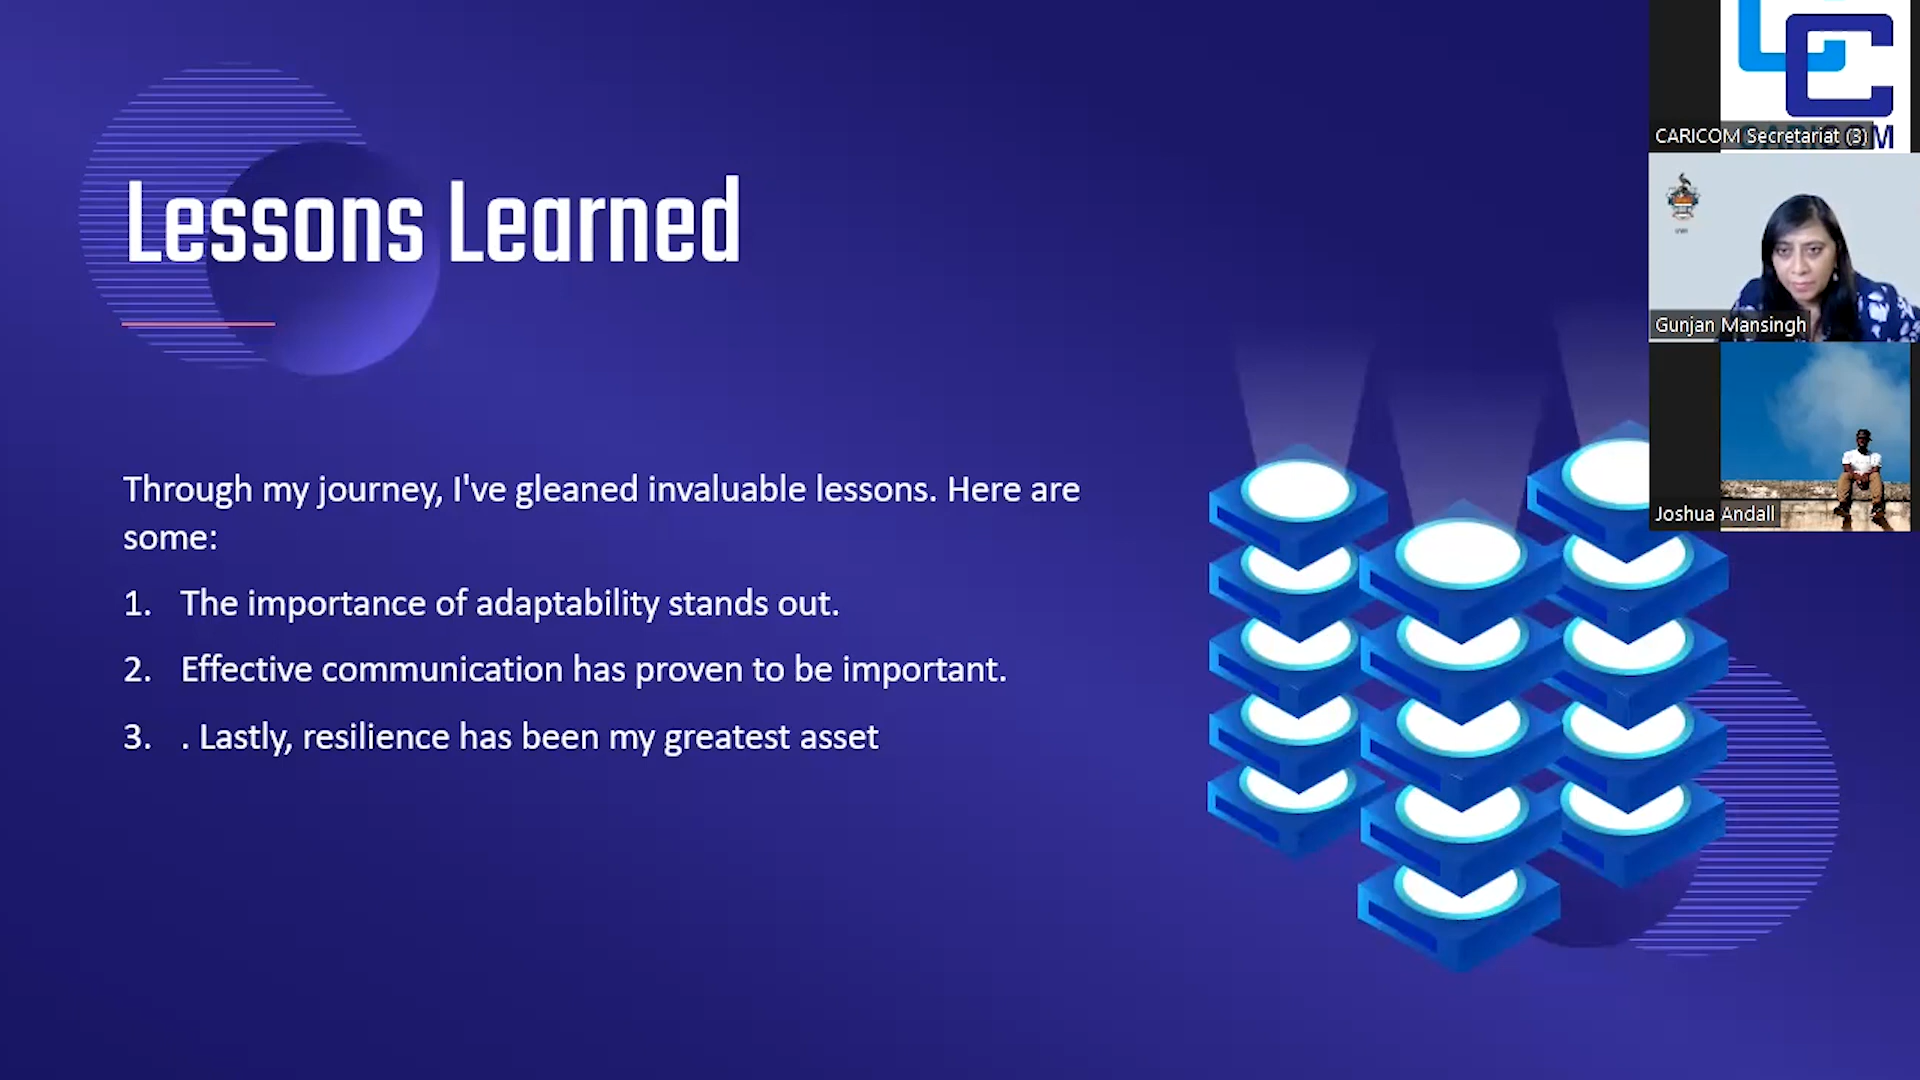 Lessons Learned
Through my journey, I've gleaned invaluable lessons. Here are
some:
1. The importance of adaptability stands out.
2. Effective communication has proven to be important.
3. . Lastly, resilience has been my greatest asset
CARICOM Secretariat (3)
Gunjan Mansingh
Joshua Andall